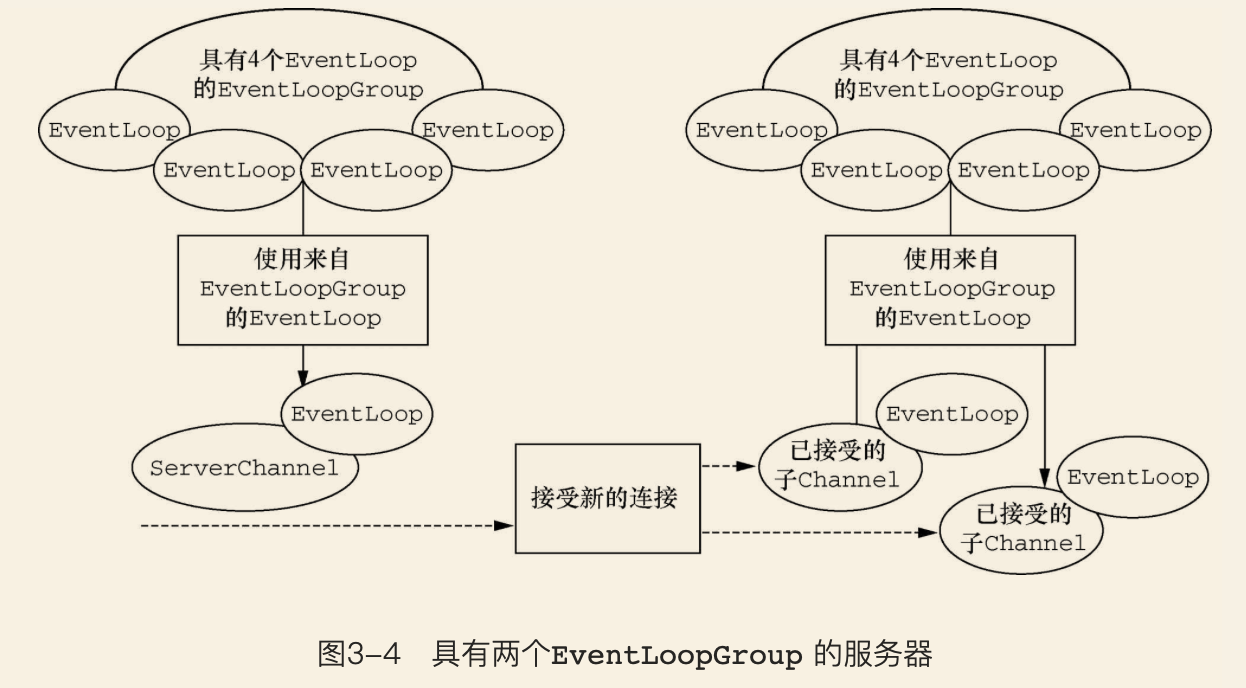 具有4个EventLoop
的EventLoopGroup
EventLoop
EventLoop
EventLoop
EventLoop
使用来自
EventLoopGroup
的EventLoop
EventLoop
ServerChannel
接受新的连接
具有4个EventLoop
的EventLoopGroup
EventLoop
EventLoop
EventLoop
EventLoop
使用来自
EventLoopGroup
的EventLoop
EventLoop
已接受的
子Channel
EventLoop
已接受的
子Channel
图3-4 具有两个EventLoopGroup 的服务器